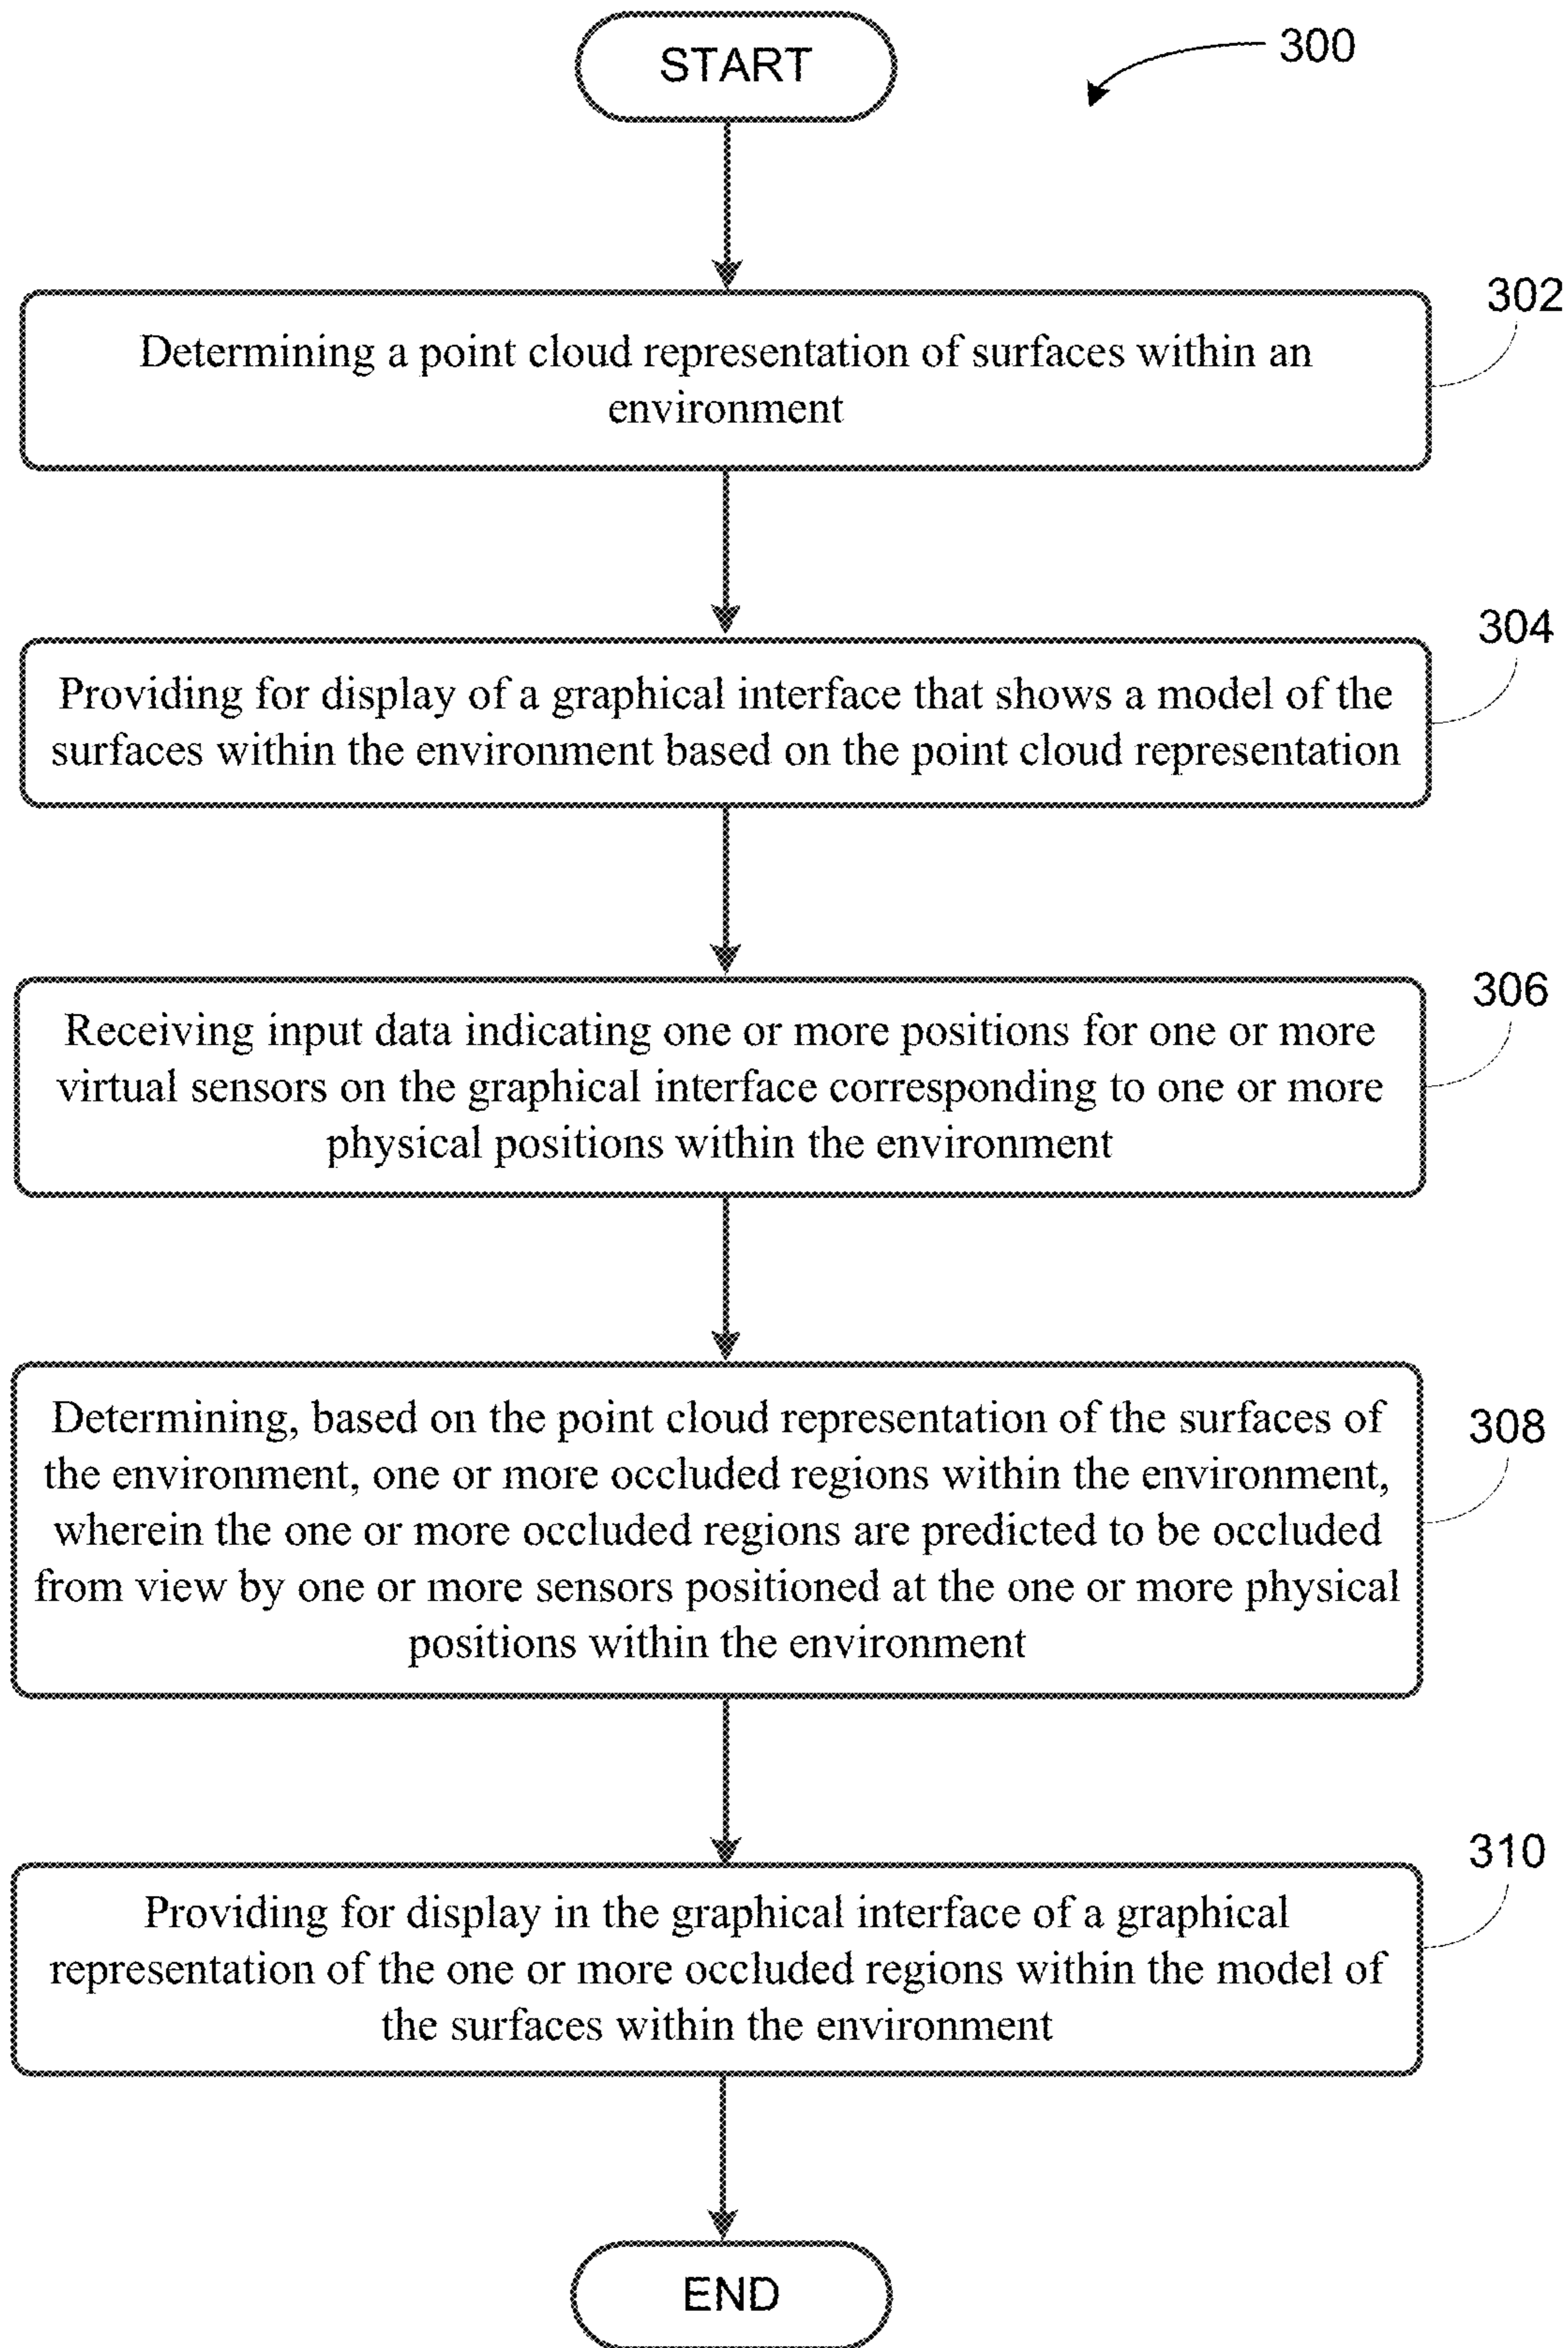 START
300
302
Determining a point cloud representation of surfaces within an
environment
304
Providing for display of a graphical interface that shows a model of the
surfaces within the environment based on the point cloud representation
306
Receiving input data indicating one or more positions for one or more
virtual sensors on the graphical interface corresponding to one or more
physical positions within the environment
308
Determining, based on the point cloud representation of the surfaces of
the environment, one or more occluded regions within the environment,
wherein the one or more occluded regions are predicted to be occluded
from view by one or more sensors positioned at the one or more physical
positions within the environment
310
Providing for display in the graphical interface of a graphical
representation of the one or more occluded regions within the model of
the surfaces within the environment
END